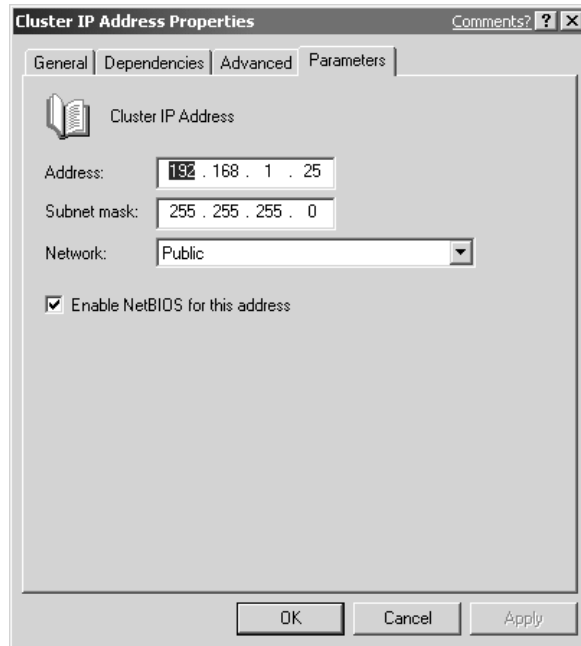 Cluster IP Address Properties Comments? ? X
General Dependencies Advanced Parameters
Cluster IP Address
Address: 192 . 168 . 1 . 25
Subnet mask: 255 . 255 . 255 . 0
Network: Public
Enable NetBIOS for this address
OK Cancel Apply